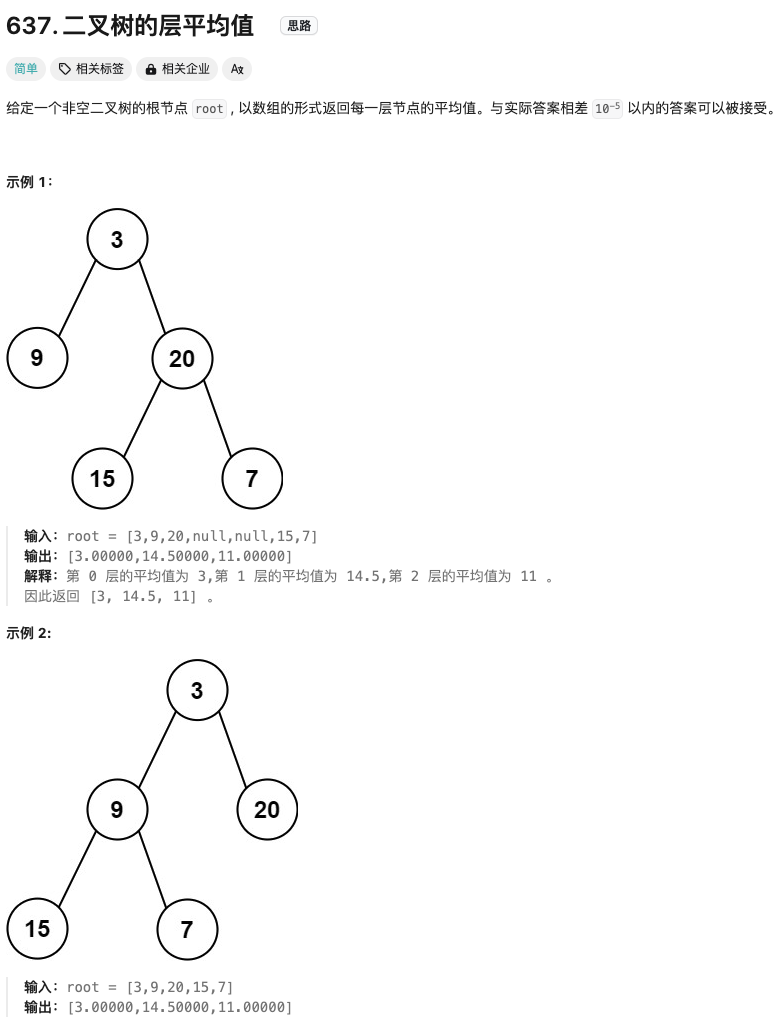 637. 二叉树的层平均值 思路
简单 相关标签 相关企业 A文
给定一个非空二叉树的根节点 root , 以数组的形式返回每一层节点的平均值。与实际答案相差 10⁻⁵ 以内的答案可以被接受。
示例 1：
3
9 20
15 7
输入：root = [3,9,20,null,null,15,7]
输出：[3.00000,14.50000,11.00000]
解释：第 0 层的平均值为 3,第 1 层的平均值为 14.5,第 2 层的平均值为 11 。
因此返回 [3, 14.5, 11] 。
示例 2:
3
9 20
15 7
输入：root = [3,9,20,15,7]
输出：[3.00000,14.50000,11.00000]